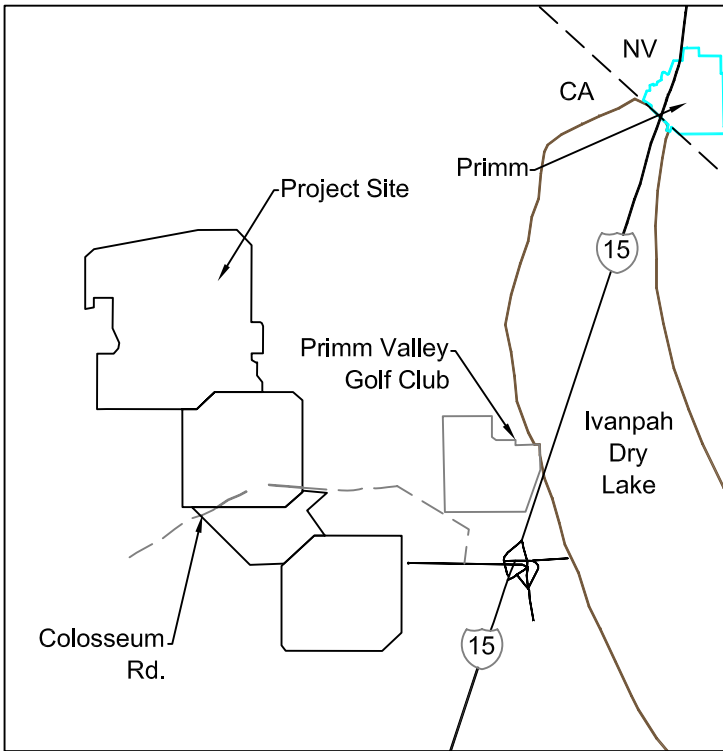 NV
CA
Primm
Project Site
15
Primm Valley
Golf Club
Ivanpah
Dry
Lake
Colosseum
Rd.
15